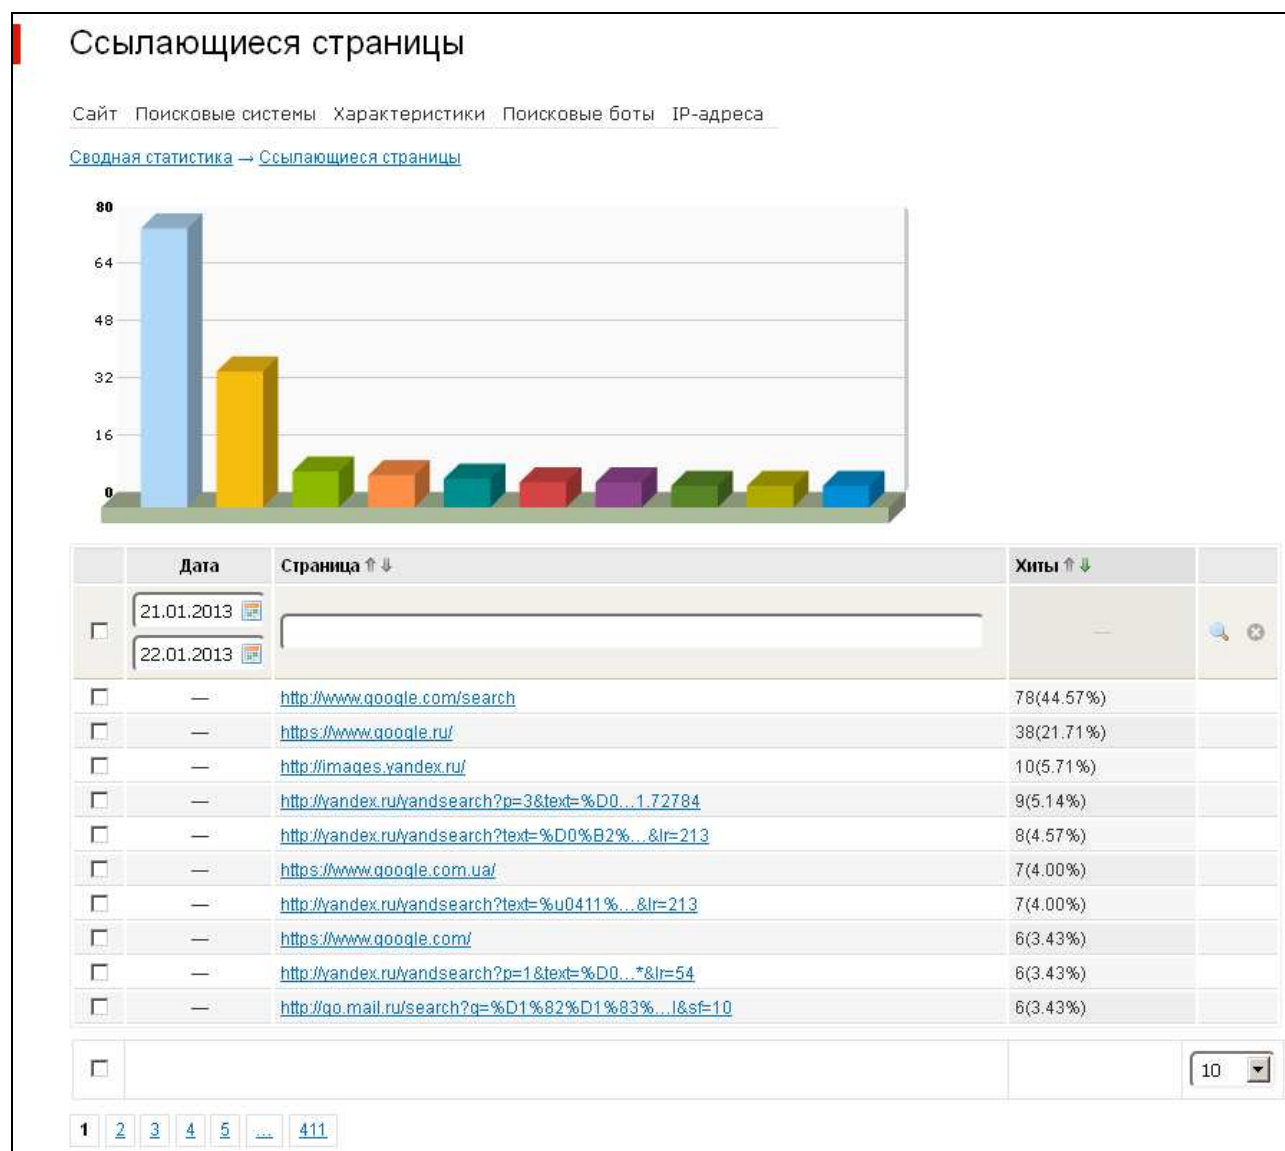 Ссылающиеся страницы
Сайт Поисковые системы Характеристики Поисковые боты IP-адреса
Сводная статистика → Ссылающиеся страницы
80
64
48
32
16
0
Дата Страница ⇑ ⇓ Хиты ⇑ ⇓
21.01.2013
—
22.01.2013
— http://www.google.com/search 78(44.57%)
— https://www.google.ru/ 38(21.71%)
— http://images.yandex.ru/ 10(5.71%)
— http://yandex.ru/yandsearch?p=3&text=%D0...1.72784 9(5.14%)
— http://yandex.ru/yandsearch?text=%D0%B2%...&lr=213 8(4.57%)
— https://www.google.com.ua/ 7(4.00%)
— http://yandex.ru/yandsearch?text=%u0411%...&lr=213 7(4.00%)
— https://www.google.com/ 6(3.43%)
— http://yandex.ru/yandsearch?p=1&text=%D0...*&lr=54 6(3.43%)
— http://go.mail.ru/search?q=%D1%82%D1%83%...l&sf=10 6(3.43%)
10
1 2 3 4 5 ... 411